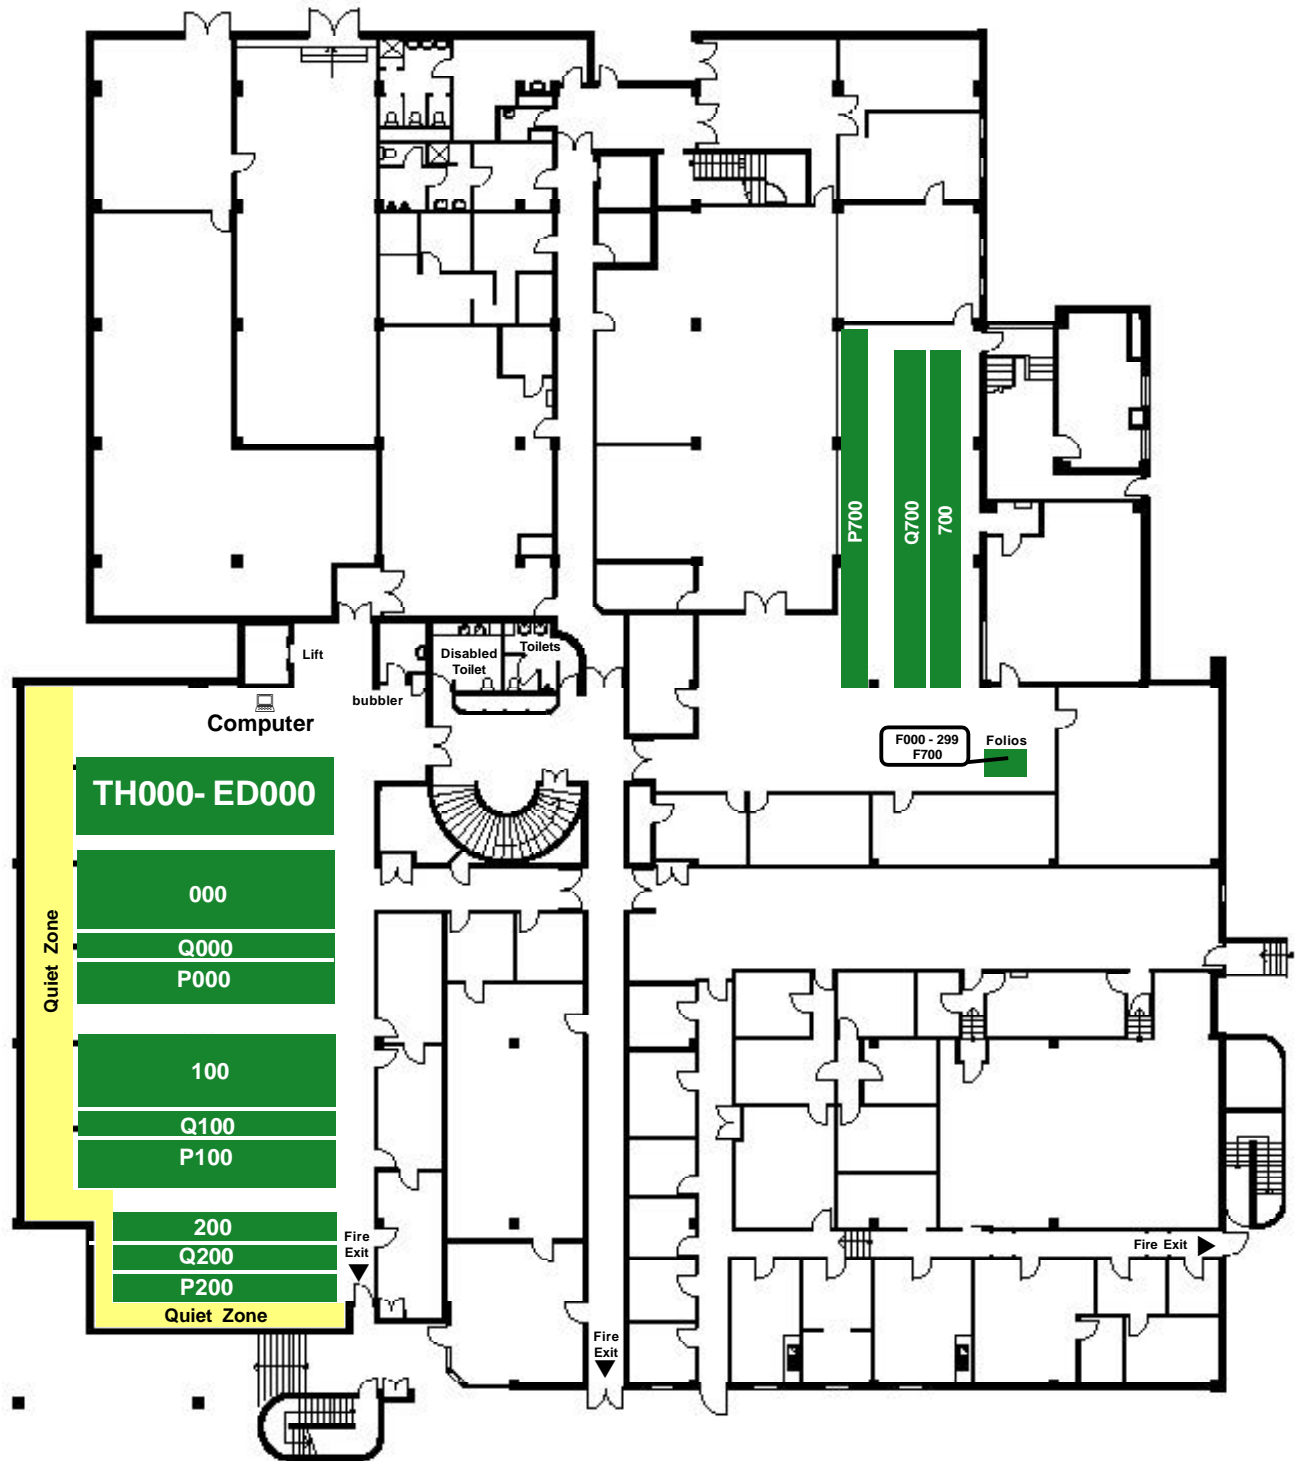 P700
Q700
700
Lift
Disabled
Toilet
Toilets
bubbler
Computer
F000 - 299
F700
Folios
TH000- ED000
000
Q000
P000
Quiet Zone
100
Q100
P100
200
Q200
P200
Quiet Zone
Fire
Exit
Fire Exit
Fire
Exit